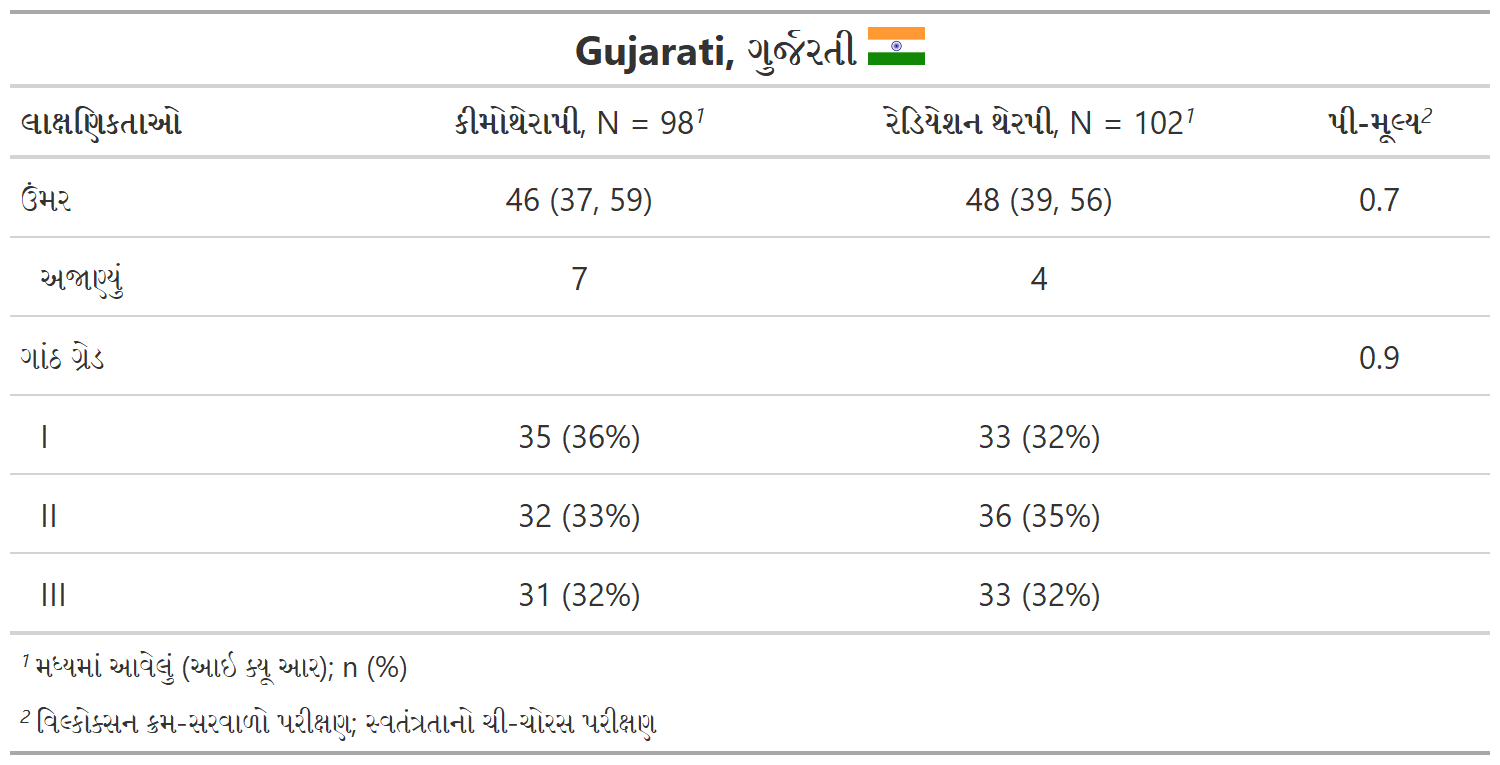 Gujarati, ગુર્જરતી
લાક્ષણિકતાઓ કીમોથેરાપી, N = 98¹ રેડિયેશન થેરપી, N = 102¹ પી-મૂલ્ય²
ઉંમર 46 (37, 59) 48 (39, 56) 0.7
અજાણ્યું 7 4
ગાંઠ ગ્રેડ 0.9
I 35 (36%) 33 (32%)
II 32 (33%) 36 (35%)
III 31 (32%) 33 (32%)
¹ મધ્યમાં આવેલું (આઈ ક્યૂ આર); n (%)
² વિલ્કોક્સન ક્રમ-સરવાળો પરીક્ષણ; સ્વતંત્રતાનો ચી-ચોરસ પરીક્ષણ